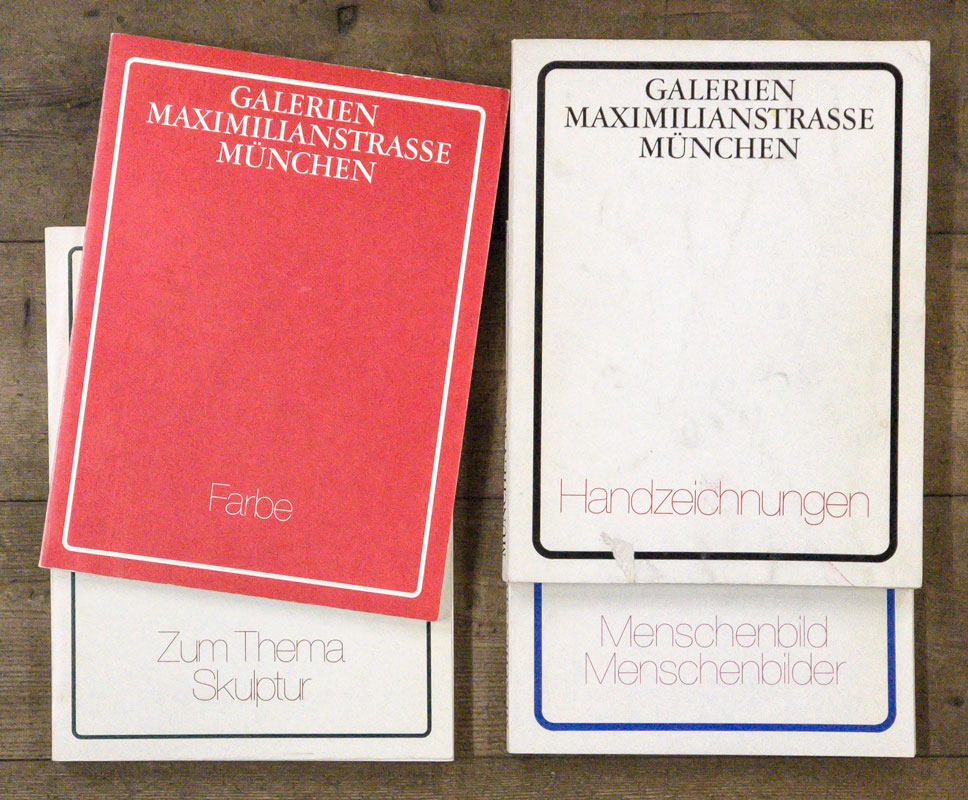 GALERIEN
MAXIMILIANSTRASSE
MÜNCHEN
Farbe
Zum Thema
Skulptur
GALERIEN
MAXIMILIANSTRASSE
MÜNCHEN
Handzeichnungen
Menschenbild
Menschenbilder